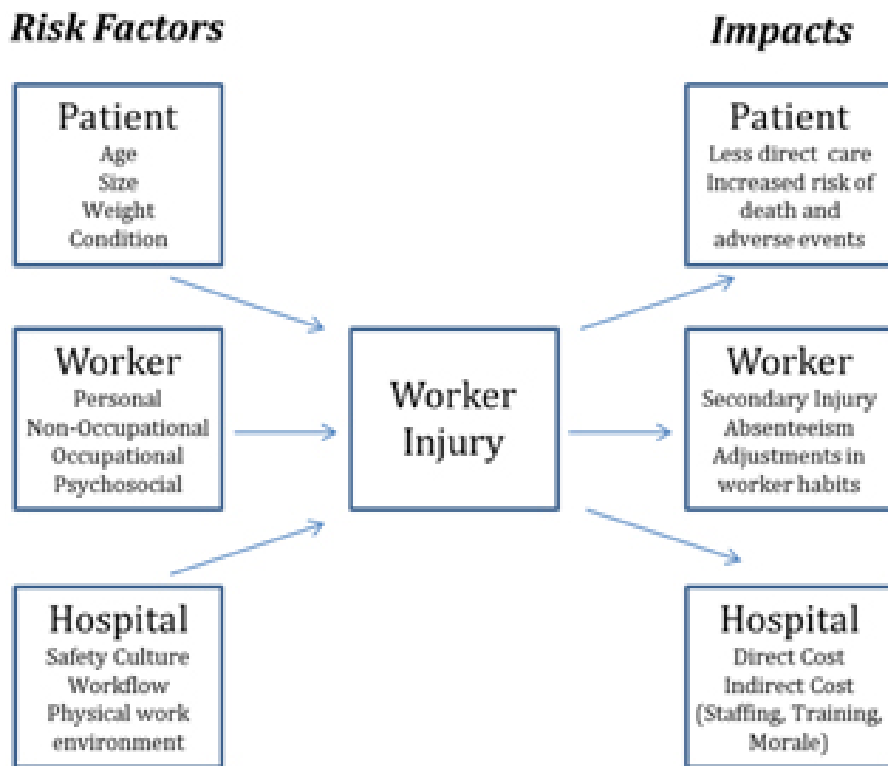 Risk Factors
Impacts
Patient
Age
Size
Weight
Condition
Patient
Less direct care
Increased risk of
death and
adverse events
Worker
Personal
Non-Occupational
Occupational
Psychosocial
Worker
Injury
Worker
Secondary Injury
Absenteeism
Adjustments in
worker habits
Hospital
Safety Culture
Workflow
Physical work
environment
Hospital
Direct Cost
Indirect Cost
(Staffing, Training,
Morale)